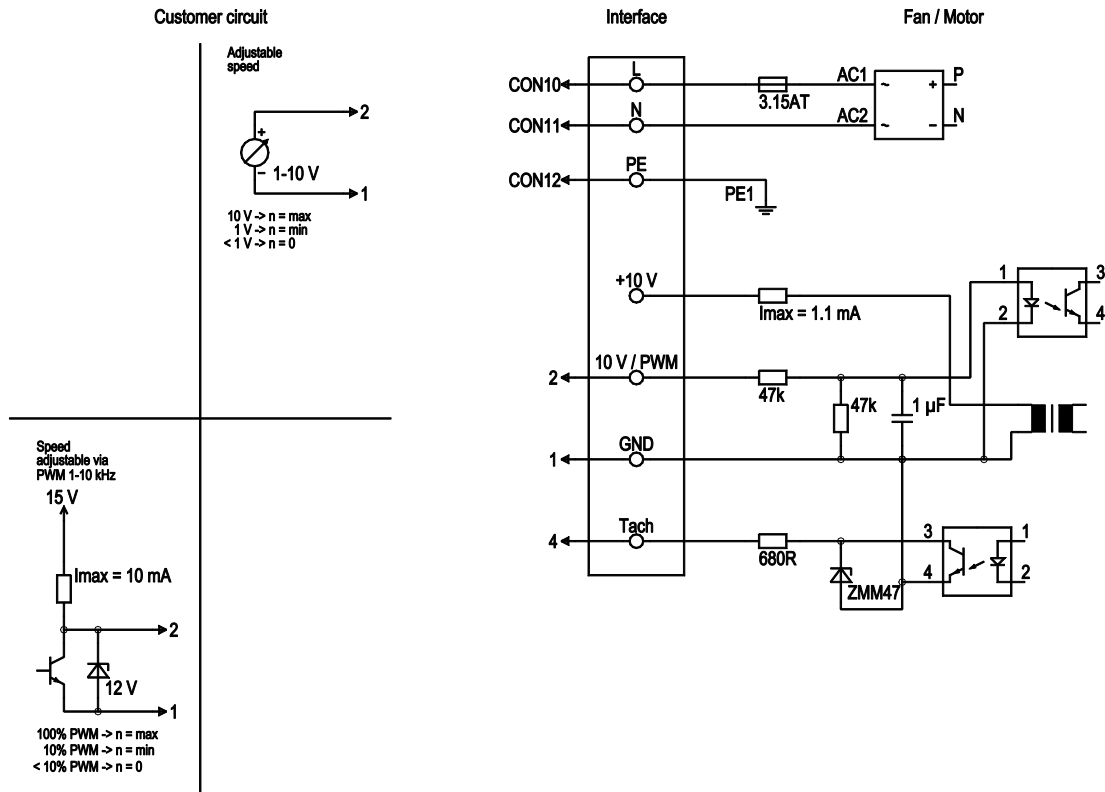 Customer circuit
Interface
Fan / Motor
Adjustable
speed
2
+
1-10 V
–
1
10 V -> n = max
1 V -> n = min
< 1 V -> n = 0
Speed
adjustable via
PWM 1-10 kHz
15 V
Imax = 10 mA
2
12 V
1
100% PWM -> n = max
10% PWM -> n = min
< 10% PWM -> n = 0
L
CON10
3.15AT
AC1
~
+
P
N
CON11
AC2
~
–
N
PE
CON12
PE1
+10 V
Imax = 1.1 mA
1
3
2
4
10 V / PWM
2
47k
47k
1 µF
GND
1
Tach
4
680R
ZMM47
3
1
4
2